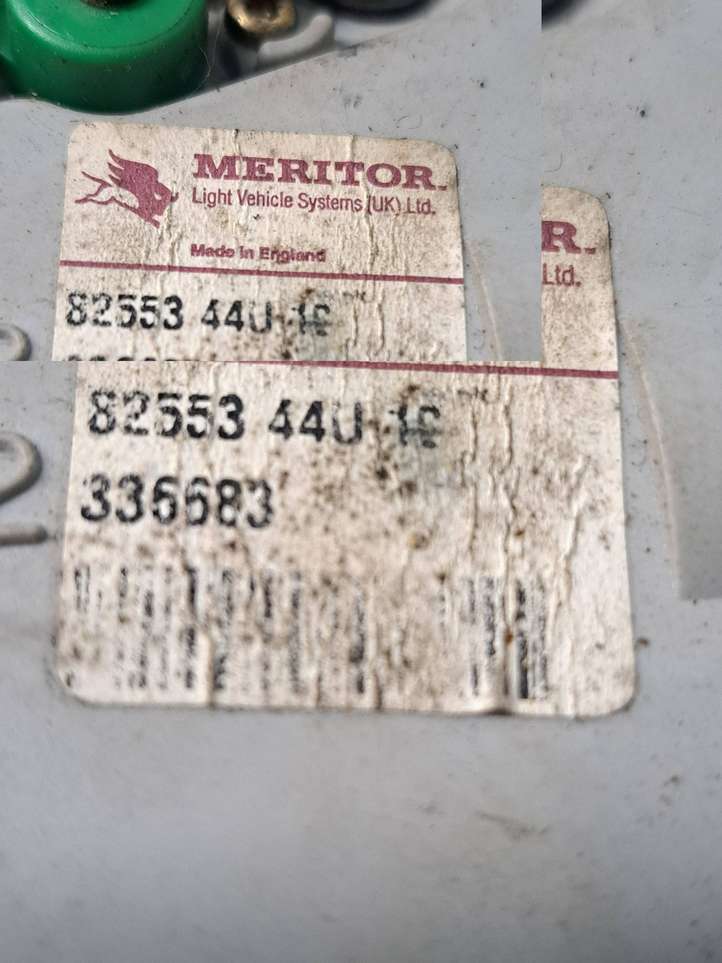 MERITOR
Light Vehicle Systems (UK) Ltd.
Made in England
82553 44U
R
Ltd.
82553 44U
336683